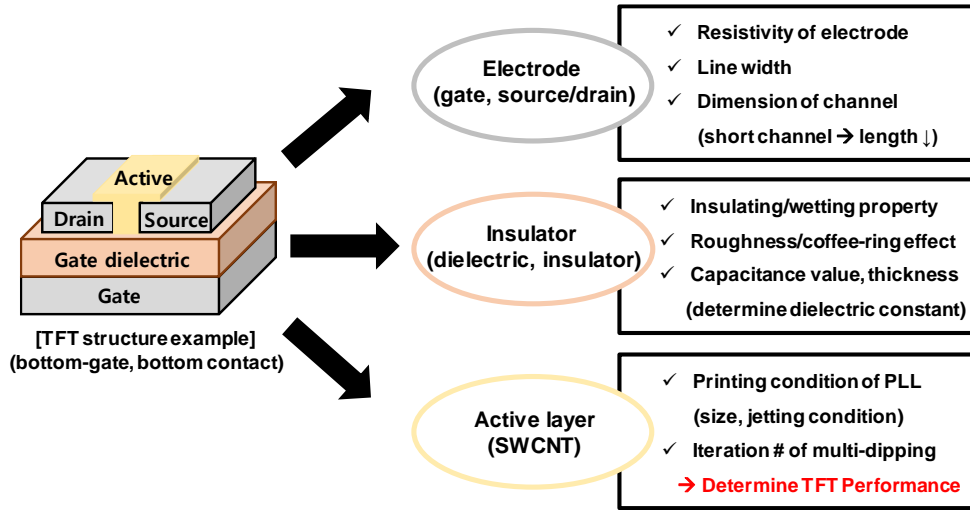 Active
Drain
Source
Gate dielectric
Gate
[TFT structure example]
(bottom-gate, bottom contact)
Electrode
(gate, source/drain)
✓ Resistivity of electrode
✓ Line width
✓ Dimension of channel
(short channel → length ↓)
Insulator
(dielectric, insulator)
✓ Insulating/wetting property
✓ Roughness/coffee-ring effect
✓ Capacitance value, thickness
(determine dielectric constant)
Active layer
(SWCNT)
✓ Printing condition of PLL
(size, jetting condition)
✓ Iteration # of multi-dipping
→ Determine TFT Performance